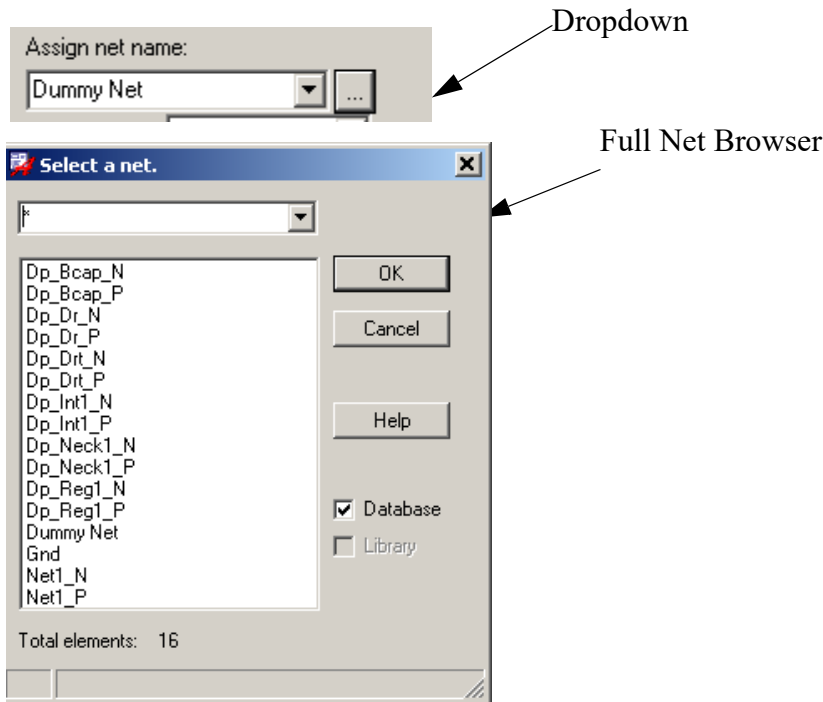 Dropdown
Assign net name:
Dummy Net
...
Full Net Browser
Select a net.
*
Dp_Bcap_N
Dp_Bcap_P
Dp_Dr_N
Dp_Dr_P
Dp_Drt_N
Dp_Drt_P
Dp_Int1_N
Dp_Int1_P
Dp_Neck1_N
Dp_Neck1_P
Dp_Reg1_N
Dp_Reg1_P
Dummy Net
Gnd
Net1_N
Net1_P
OK
Cancel
Help
Database
Library
Total elements: 16